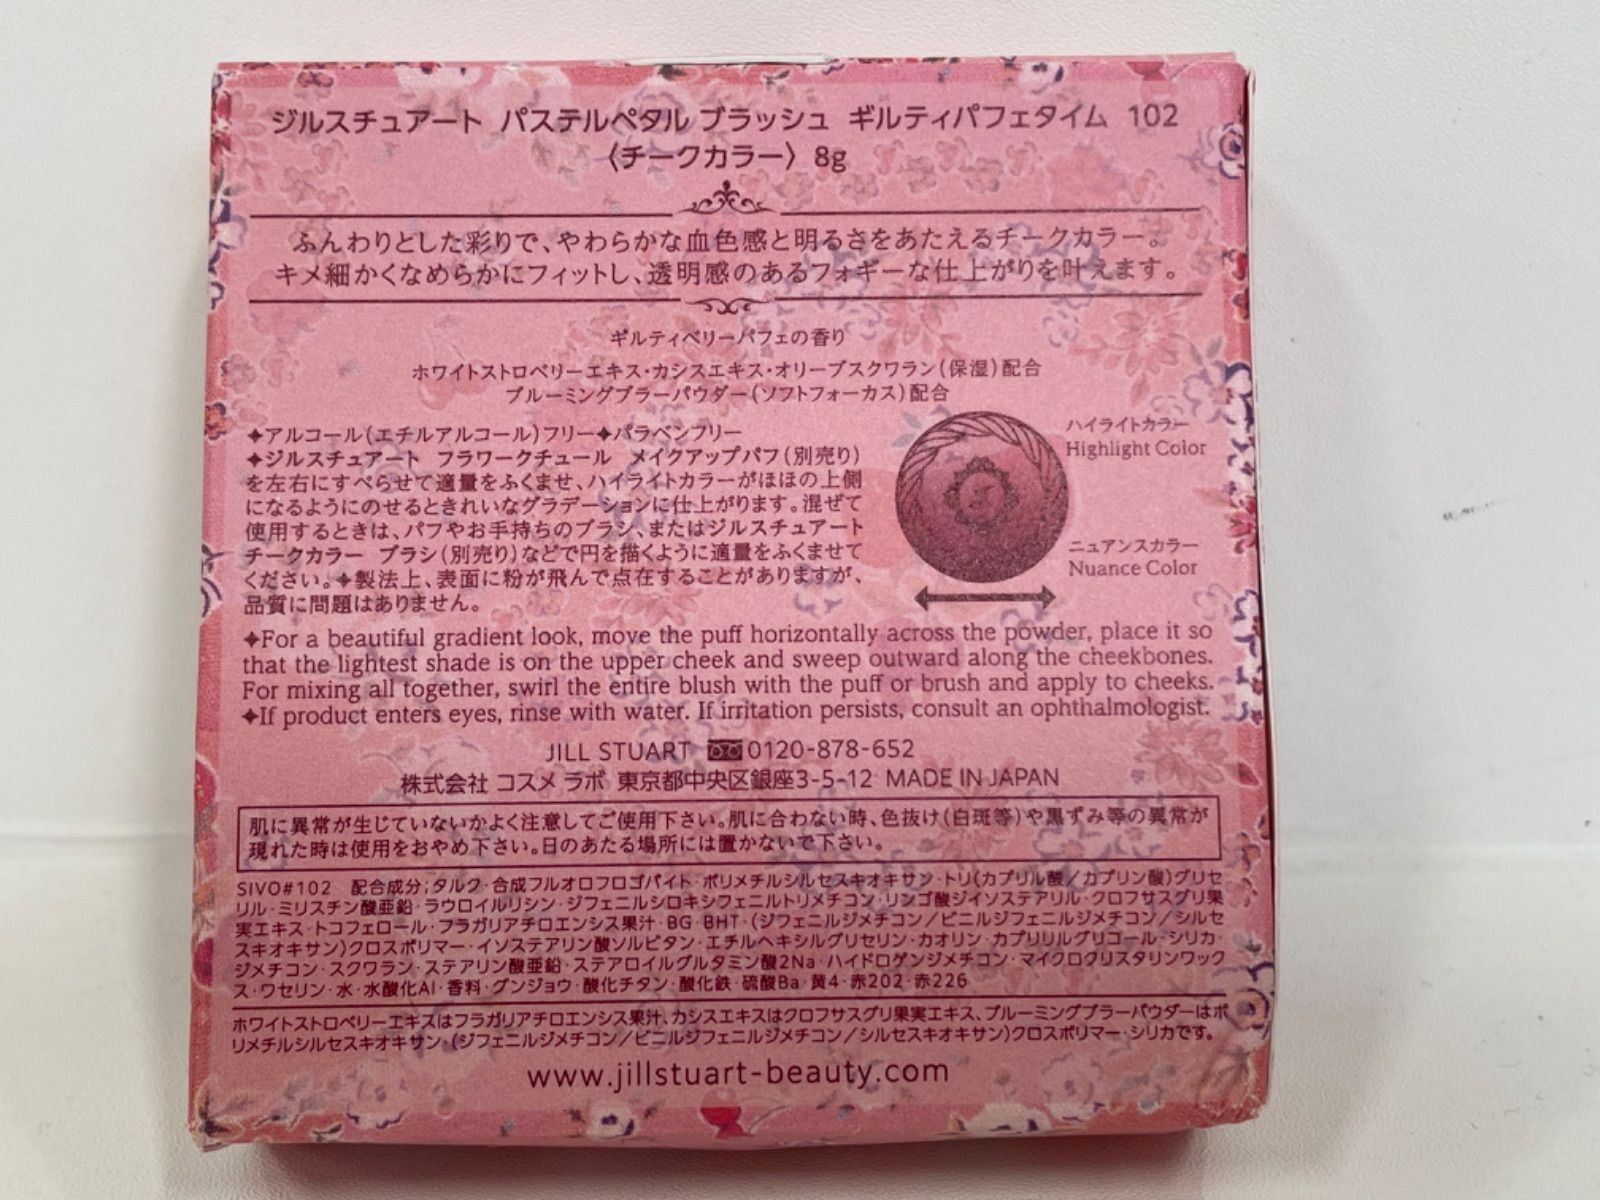 ジルスチュアート パステルペタル ブラッシュ ギルティパフェタイム 102
〈チークカラー〉8g
ふんわりとした彩りで、やわらかな血色感と明るさをあたえるチークカラー。
キメ細かくなめらかにフィットし、透明感のあるフォギーな仕上がりを叶えます。
ギルティベリーパフェの香り
ホワイトストロベリーエキス・カシスエキス・オリーブスクワラン(保湿)配合
ブルーミングブラーパウダー(ソフトフォーカス)配合
✦アルコール(エチルアルコール)フリー✦パラベンフリー
✦ジルスチュアート フラワークチュール メイクアップパフ(別売り)
を左右にすべらせて適量をふくませ、ハイライトカラーがほほの上側
になるようにのせるときれいなグラデーションに仕上がります。混ぜて
使用するときは、パフやお手持ちのブラシ、またはジルスチュアート
チークカラー ブラシ(別売り)などで円を描くように適量をふくませて
ください。✦製法上、表面に粉が飛んで点在することがありますが、
品質に問題はありません。
ハイライトカラー
Highlight Color
ニュアンスカラー
Nuance Color
✦For a beautiful gradient look, move the puff horizontally across the powder, place it so
that the lightest shade is on the upper cheek and sweep outward along the cheekbones.
For mixing all together, swirl the entire blush with the puff or brush and apply to cheeks.
✦If product enters eyes, rinse with water. If irritation persists, consult an ophthalmologist.
JILL STUART 0120-878-652
株式会社 コスメ ラボ 東京都中央区銀座3-5-12 MADE IN JAPAN
肌に異常が生じていないかよく注意してご使用下さい。肌に合わない時、色抜け(白斑等)や黒ずみ等の異常が
現れた時は使用をおやめ下さい。日のあたる場所には置かないで下さい。
SIVO#102 配合成分;タルク・合成フルオロフロゴパイト・ポリメチルシルセスキオキサン・トリ(カプリル酸/カプリン酸)グリセ
リル・ミリスチン酸亜鉛・ラウロイルリシン・ジフェニルシロキシフェニルトリメチコン・リンゴ酸ジイソステアリル・クロフサスグリ果
実エキス・トコフェロール・フラガリアチロエンシス果汁・BG・BHT・(ジフェニルジメチコン/ビニルジフェニルジメチコン/シルセ
スキオキサン)クロスポリマー・イソステアリン酸ソルビタン・エチルヘキシルグリセリン・カオリン・カプリリルグリコール・シリカ・
ジメチコン・スクワラン・ステアリン酸亜鉛・ステアロイルグルタミン酸2Na・ハイドロゲンジメチコン・マイクロクリスタリンワック
ス・ワセリン・水・水酸化Al・香料・グンジョウ・酸化チタン・酸化鉄・硫酸Ba・黄4・赤202・赤226
ホワイトストロベリーエキスはフラガリアチロエンシス果汁、カシスエキスはクロフサスグリ果実エキス、ブルーミングブラーパウダーはポ
リメチルシルセスキオキサン・(ジフェニルジメチコン/ビニルジフェニルジメチコン/シルセスキオキサン)クロスポリマー・シリカです。
www.jillstuart-beauty.com